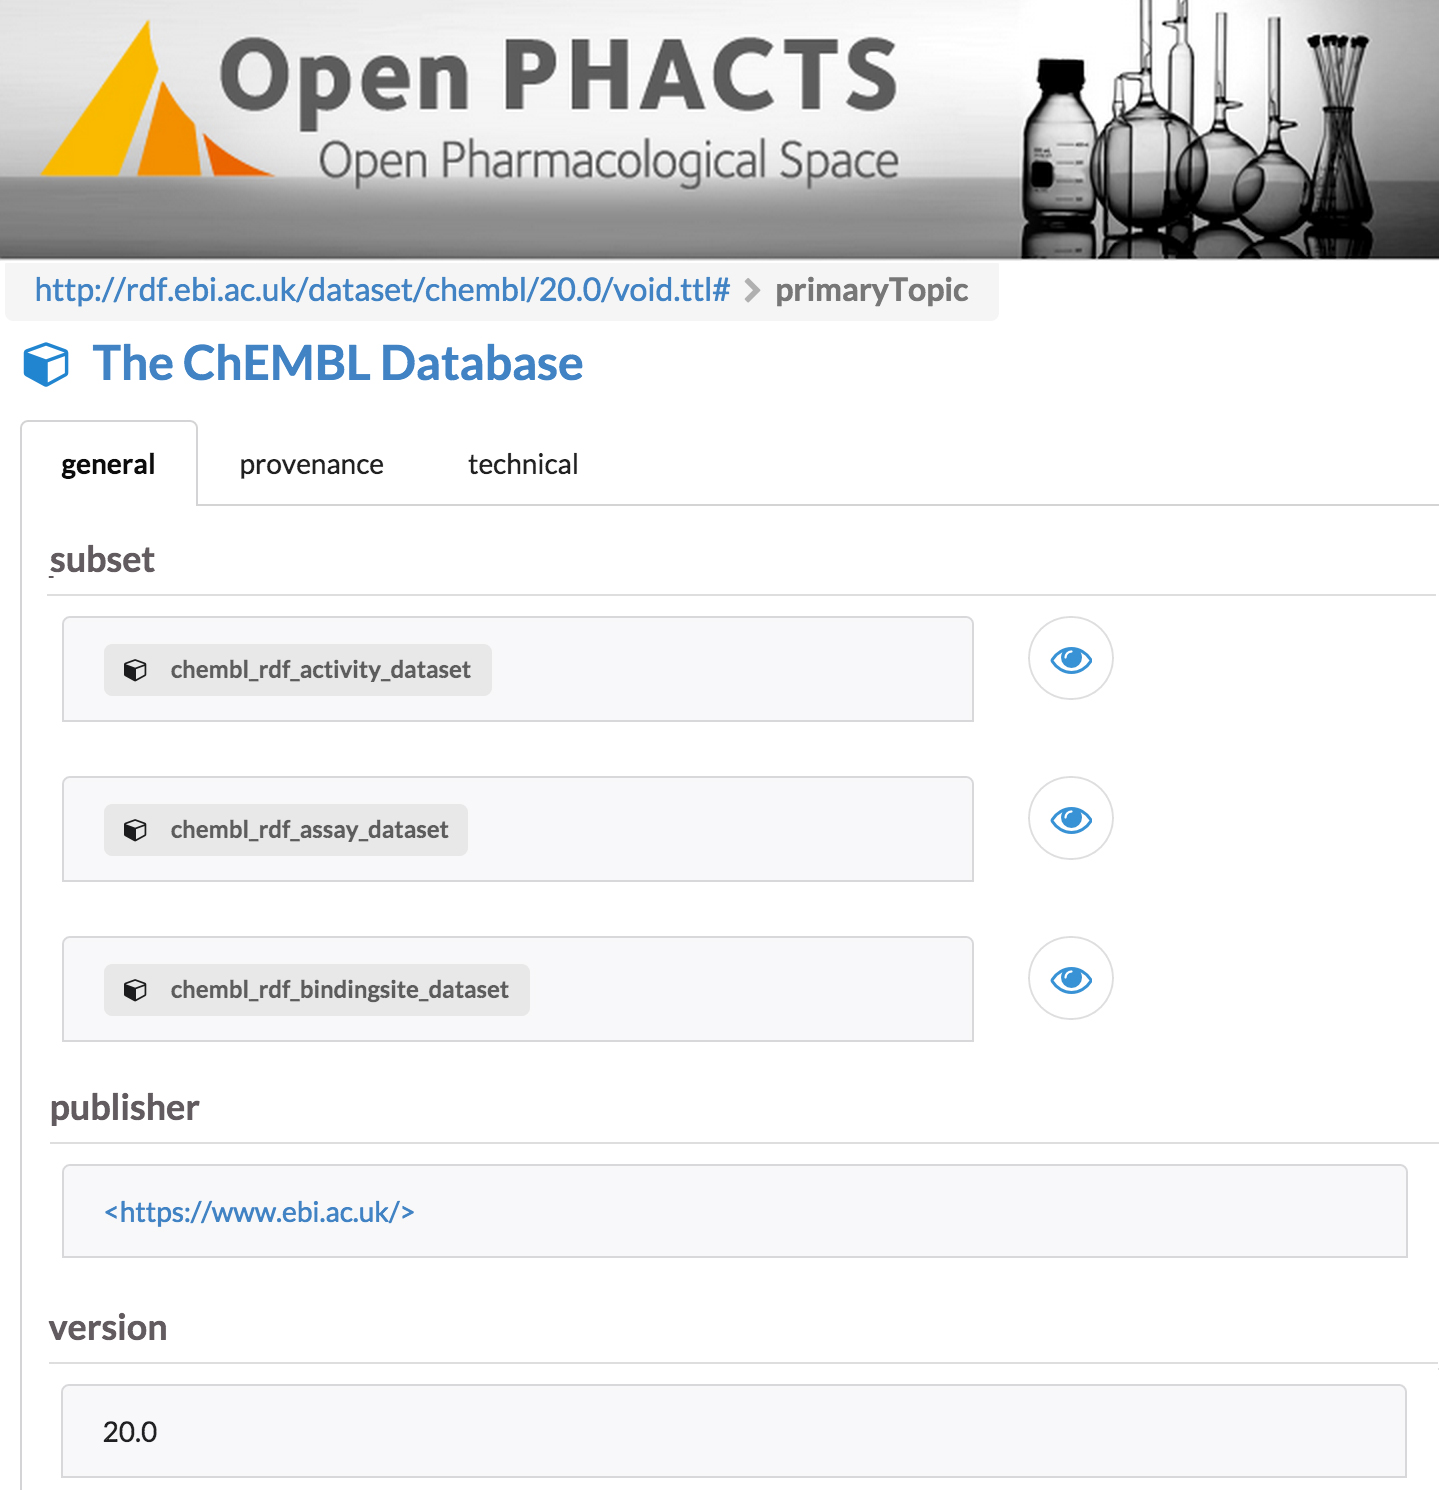 Open PHACTS
Open Pharmacological Space
http://rdf.ebi.ac.uk/dataset/chembl/20.0/void.ttl# > primaryTopic
The ChEMBL Database
general provenance technical
subset
chembl_rdf_activity_dataset
chembl_rdf_assay_dataset
chembl_rdf_bindingsite_dataset
publisher
<https://www.ebi.ac.uk/>
version
20.0